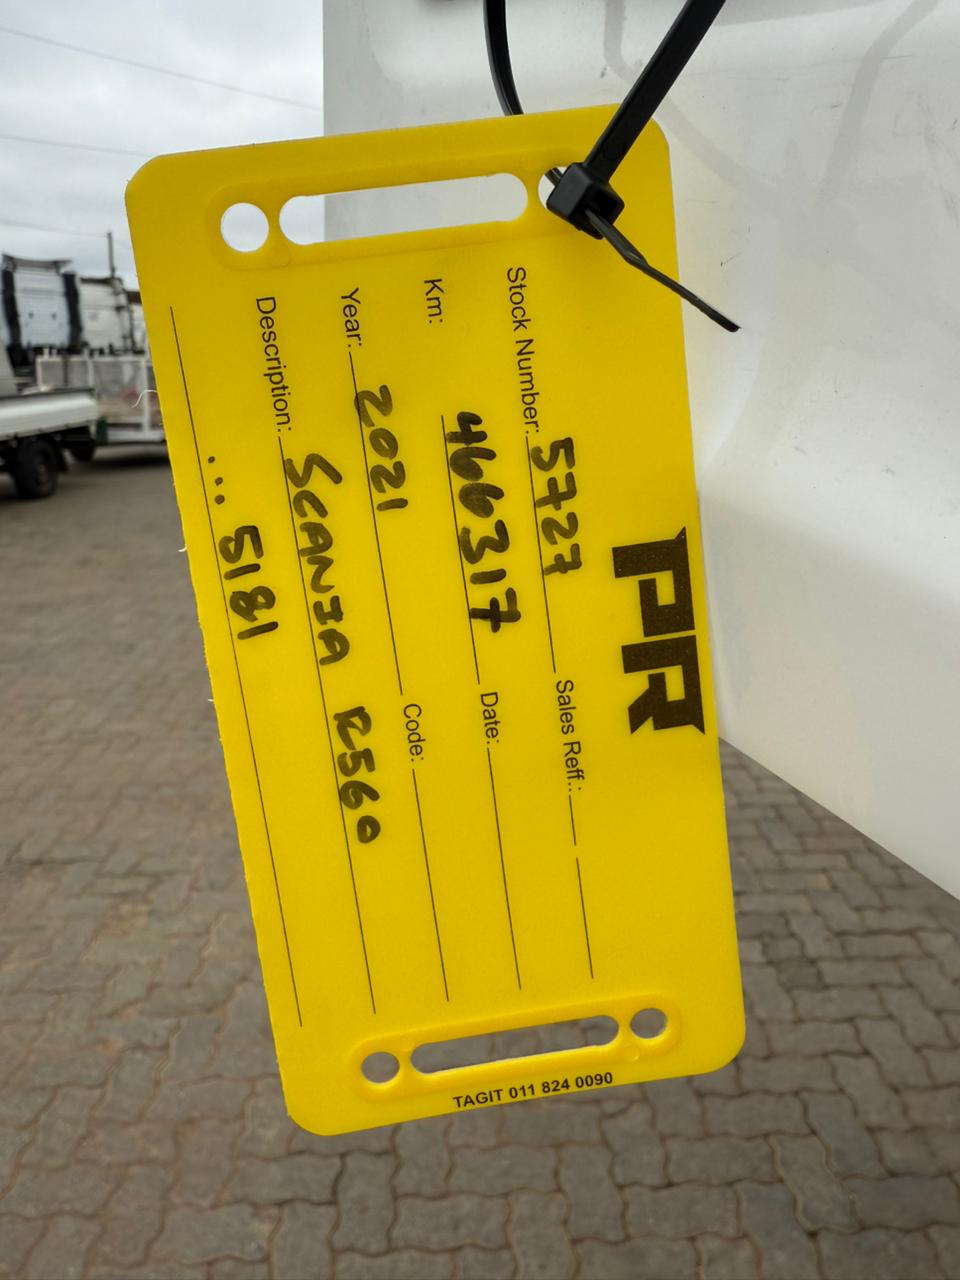 PR
Stock Number: 5727 Sales Reff.:
Km: 466317 Date:
Year: 2021 Code:
Description: SCANIA R560
... 5181
TAGIT 011 824 0090